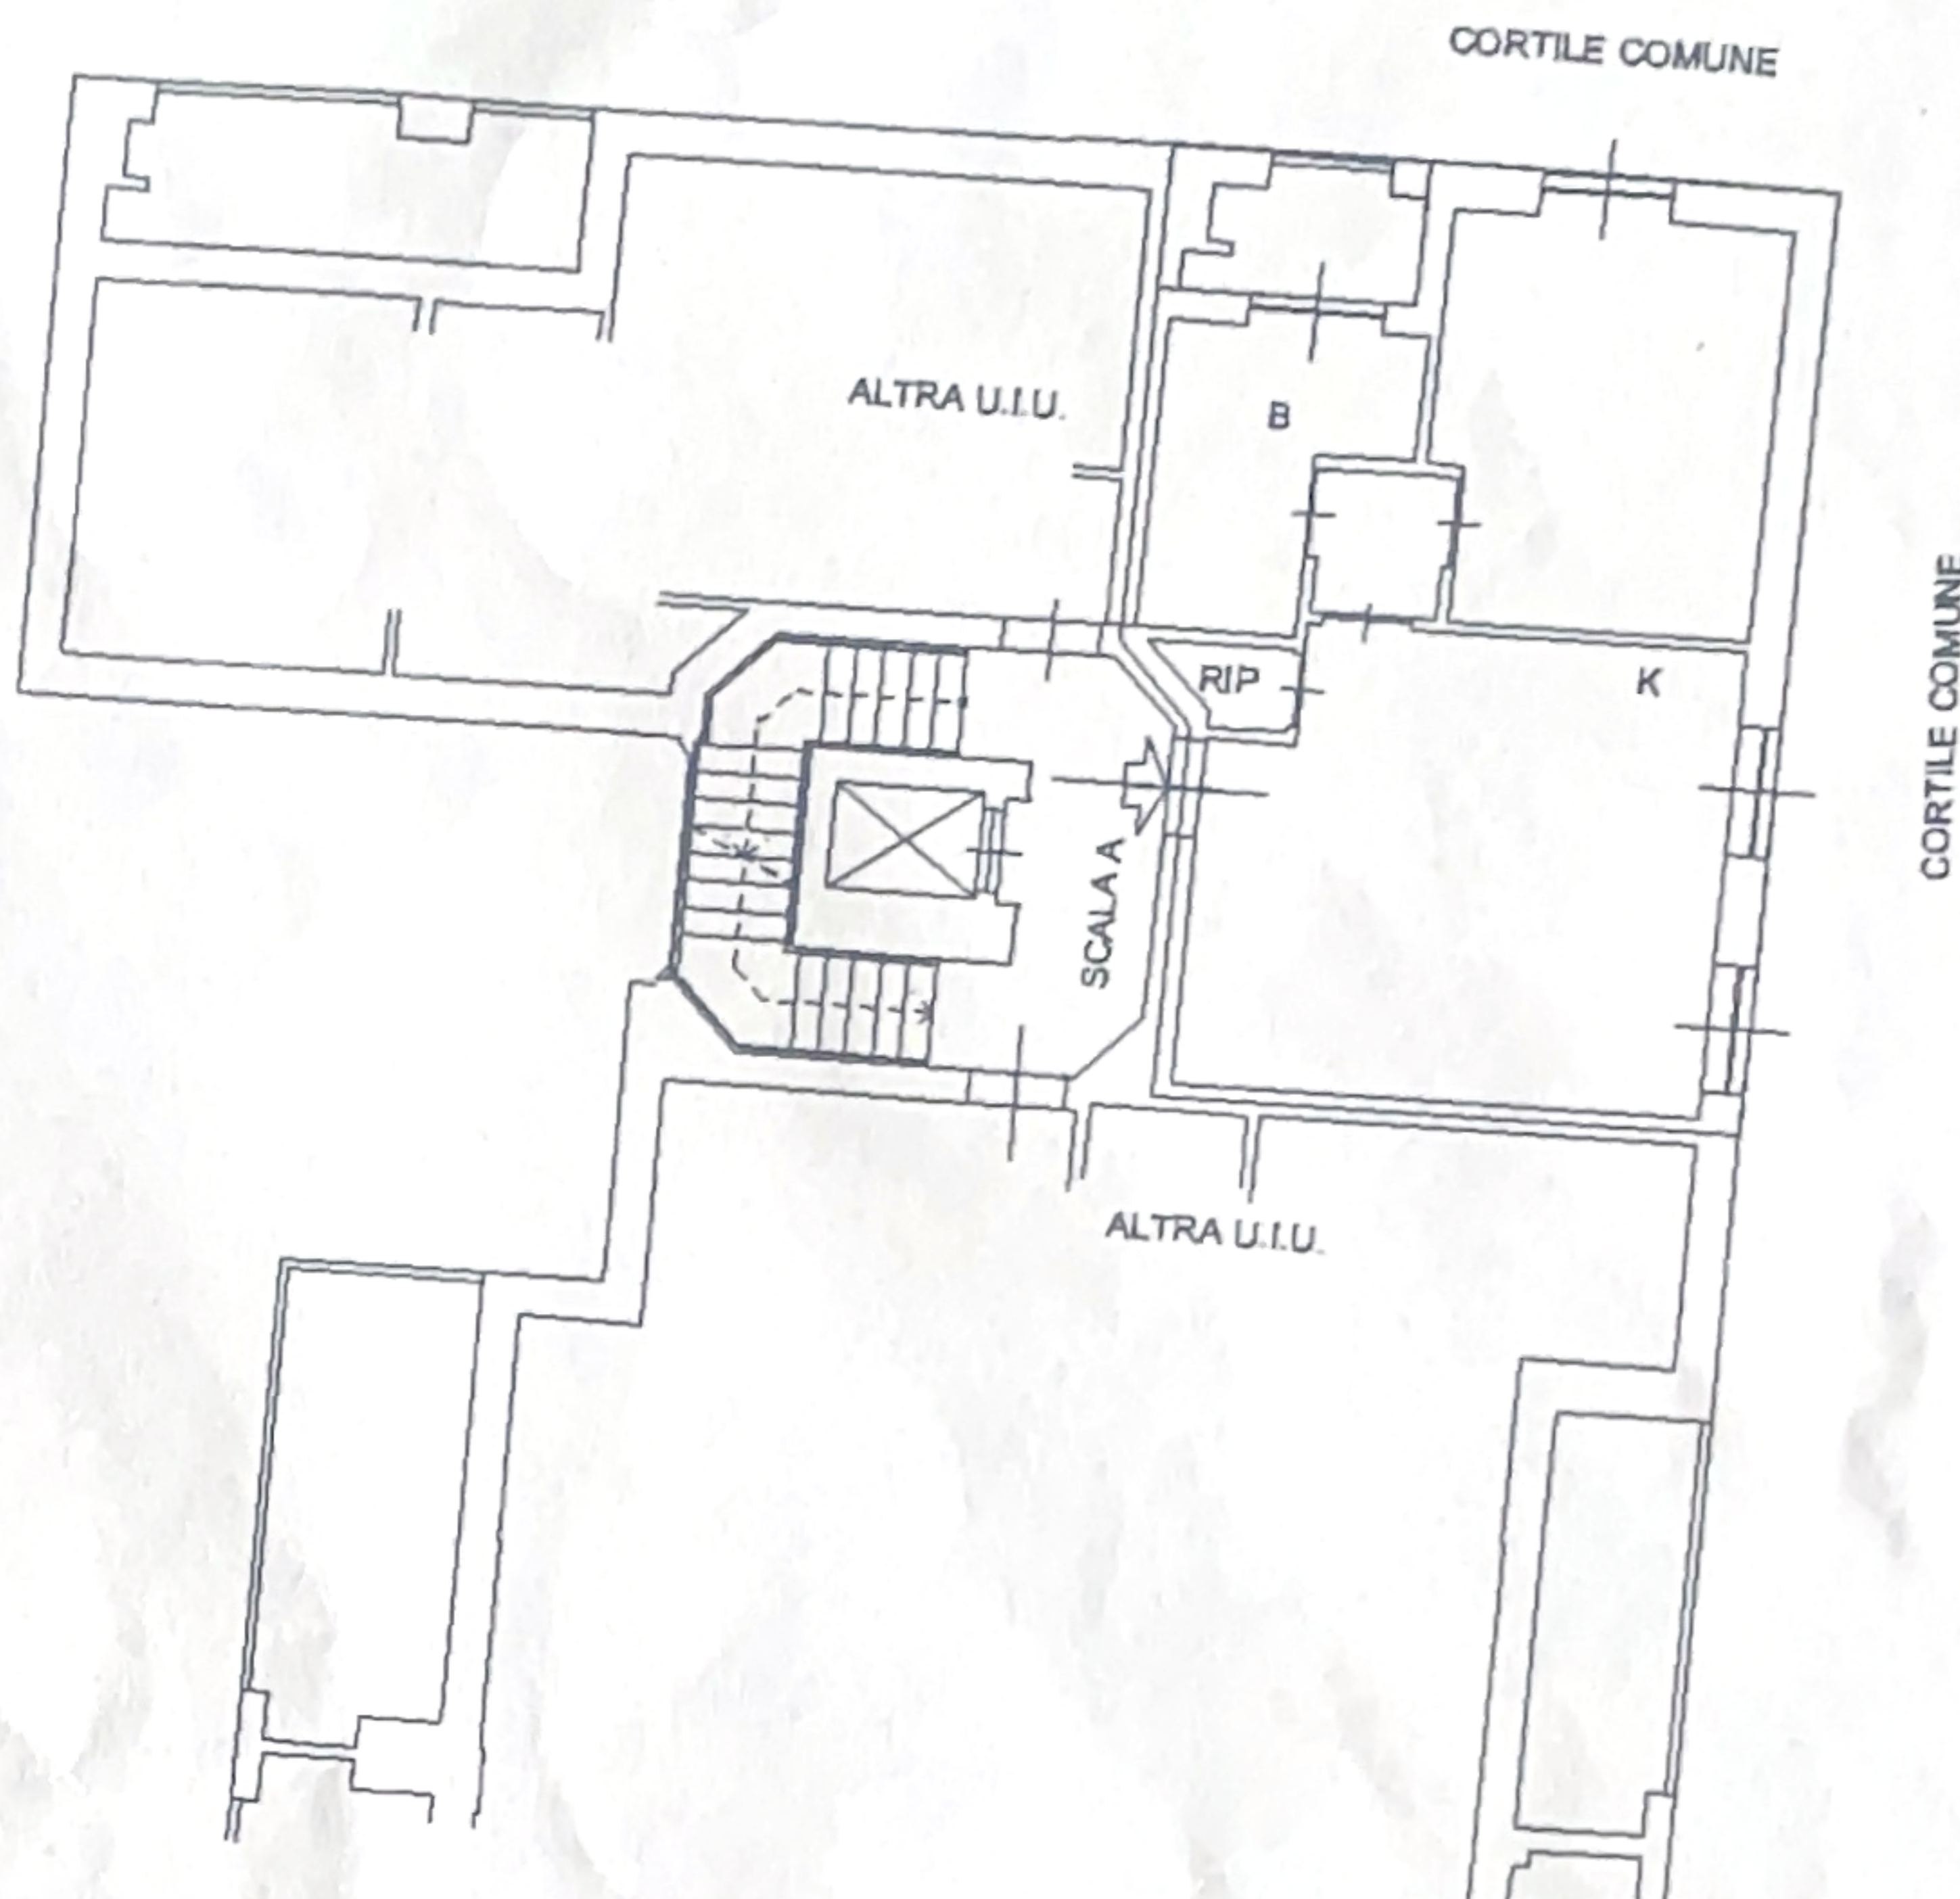 CORTILE COMUNE
ALTRA U.I.U.
B
RIP
K
CORTILE COMUNE
SCALA A
ALTRA U.I.U.